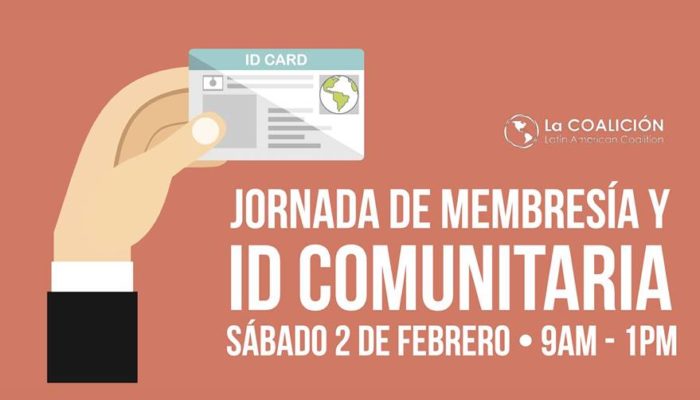 ID CARD
La COALICIÓN
Latin American Coalition
JORNADA DE MEMBRESÍA Y
ID COMUNITARIA
SÁBADO 2 DE FEBRERO • 9AM - 1PM